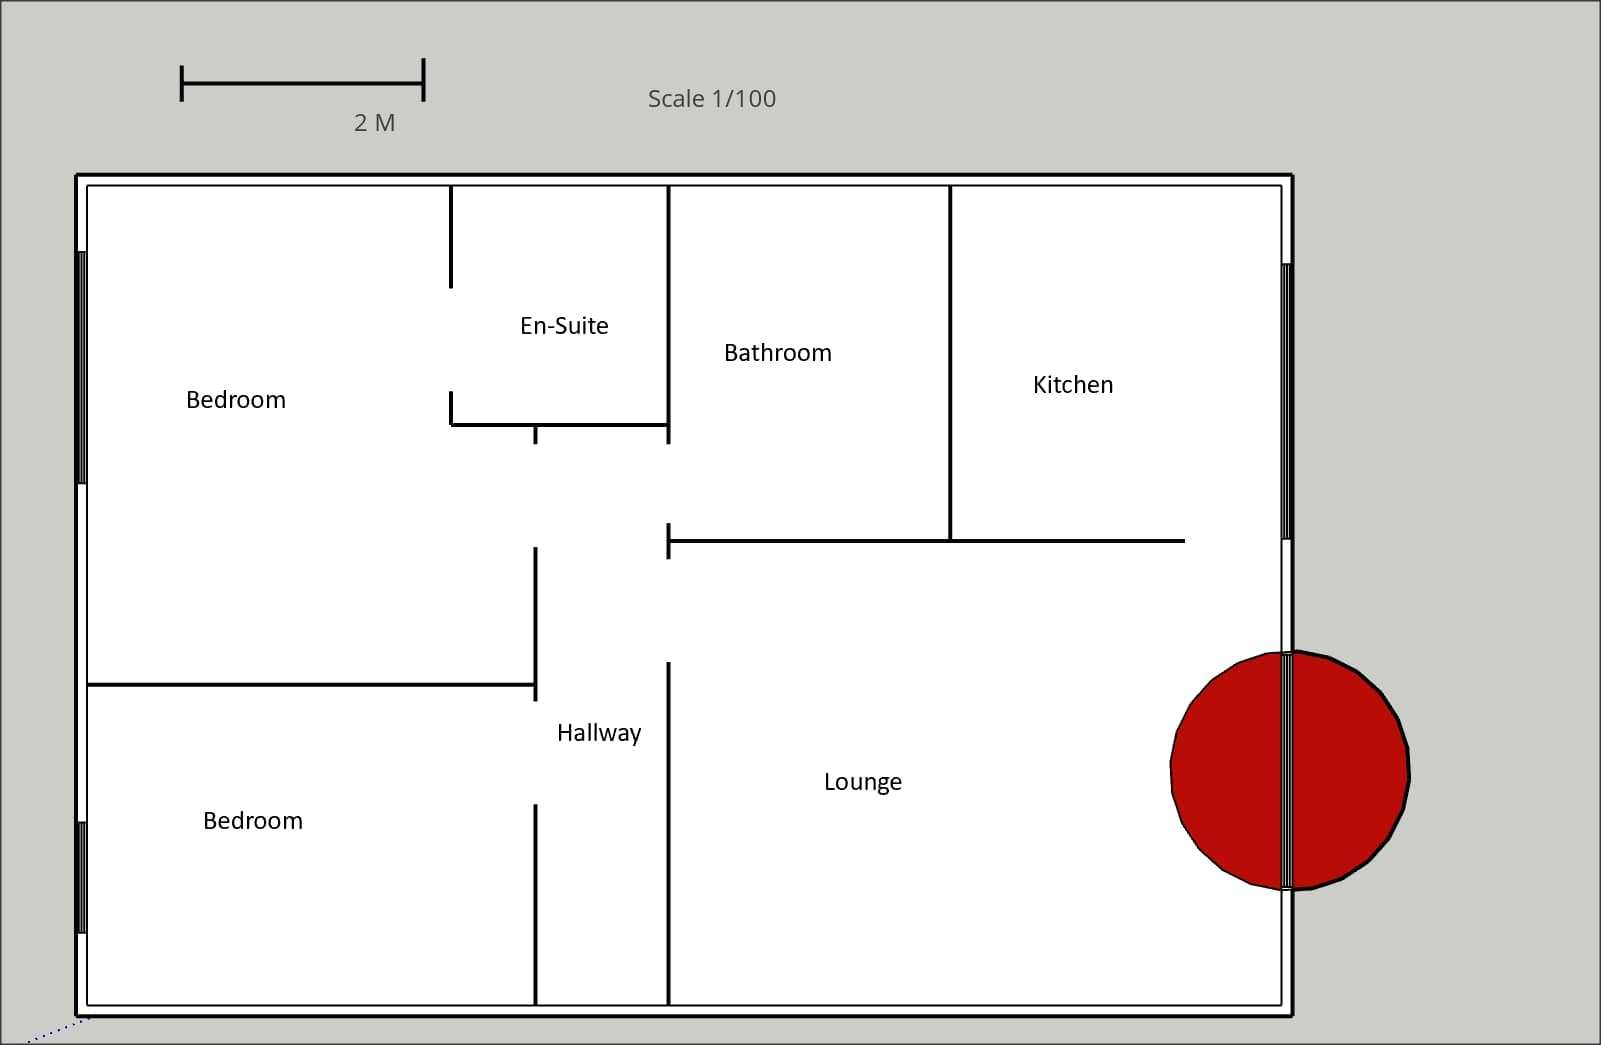 Scale 1/100
2 M
En-Suite
Bathroom
Kitchen
Bedroom
Hallway
Lounge
Bedroom